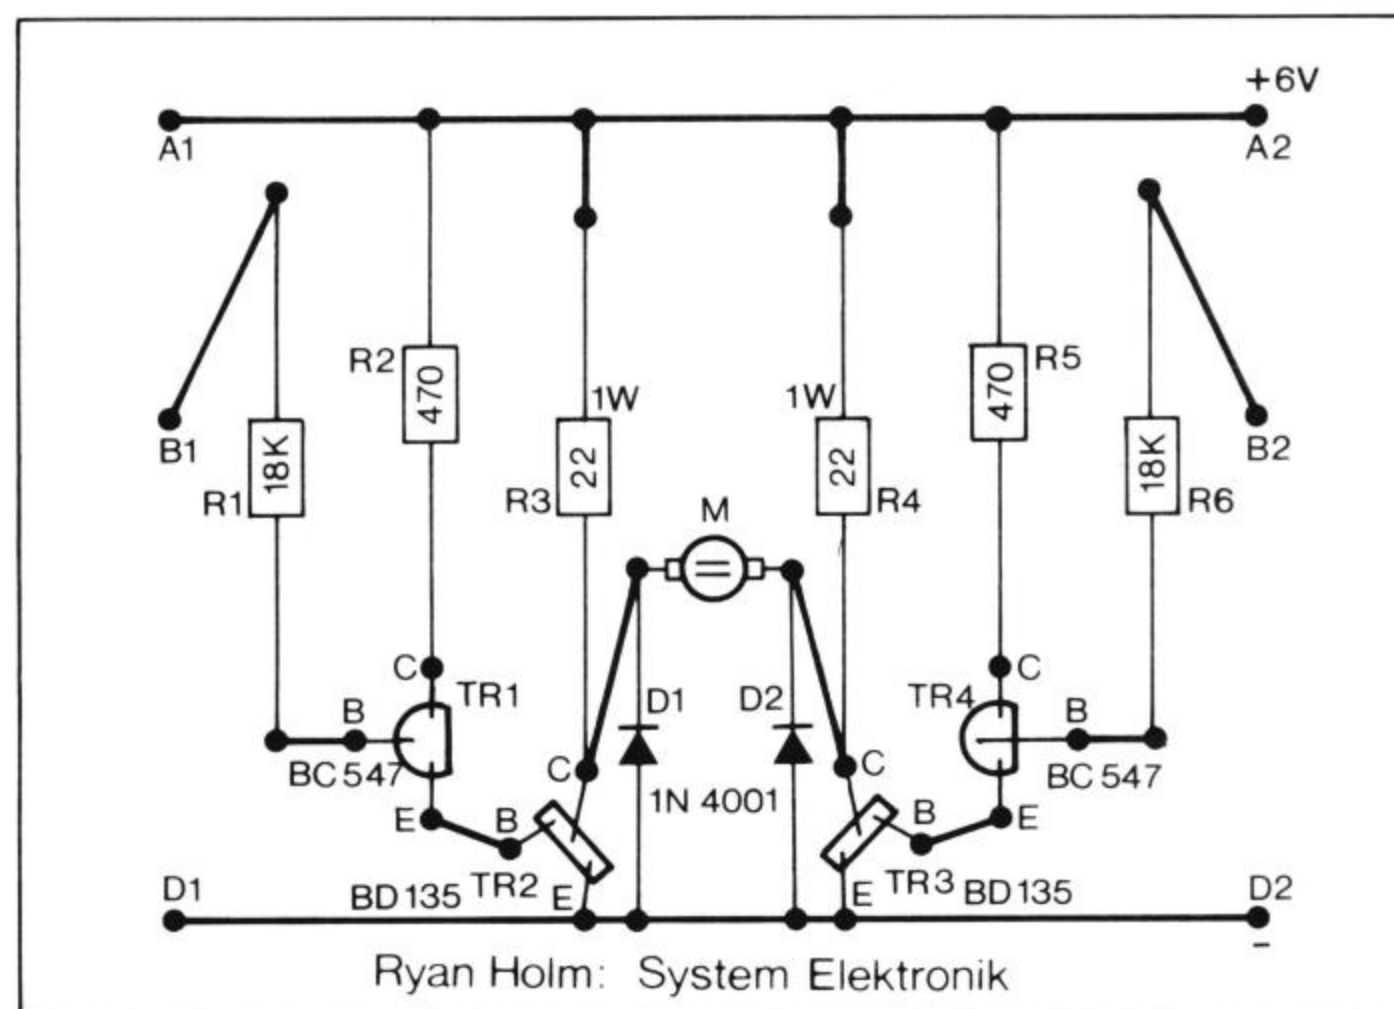 +6V
A1
A2
R2
470
R5
470
1W
1W
B1
18K
R1
R3
22
22
R4
18K
R6
B2
M
C
TR1
C
TR4
D1
D2
B
BC547
B
BC547
C
C
1N 4001
E
B
TR2
BD135
E
E
B
TR3
BD135
E
D1
D2
-
Ryan Holm: System Elektronik